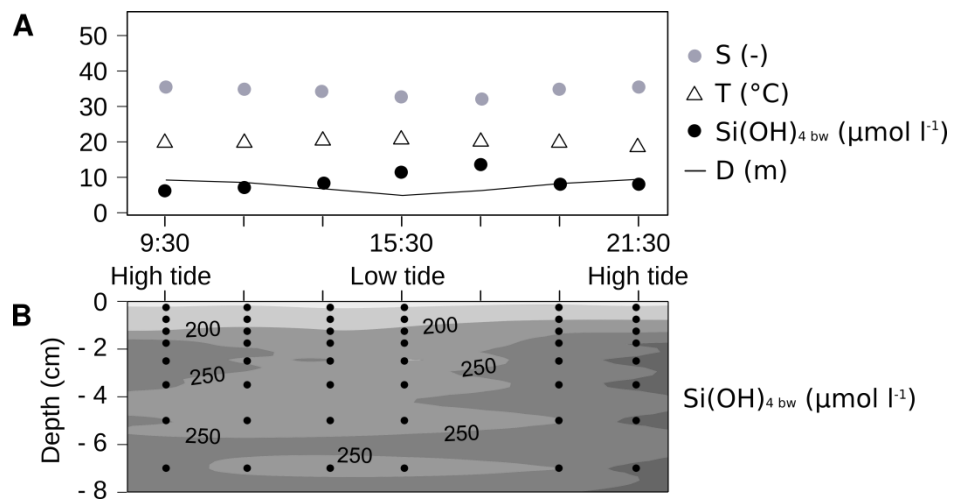 A
50
40
30
20
10
0
S (-)
T (°C)
Si(OH)₄ bw (µmol l⁻¹)
D (m)
9:30 15:30 21:30
High tide Low tide High tide
B
Depth (cm)
0
- 2
- 4
- 6
- 8
200 200
250 250
250 250
250
Si(OH)₄ bw (µmol l⁻¹)